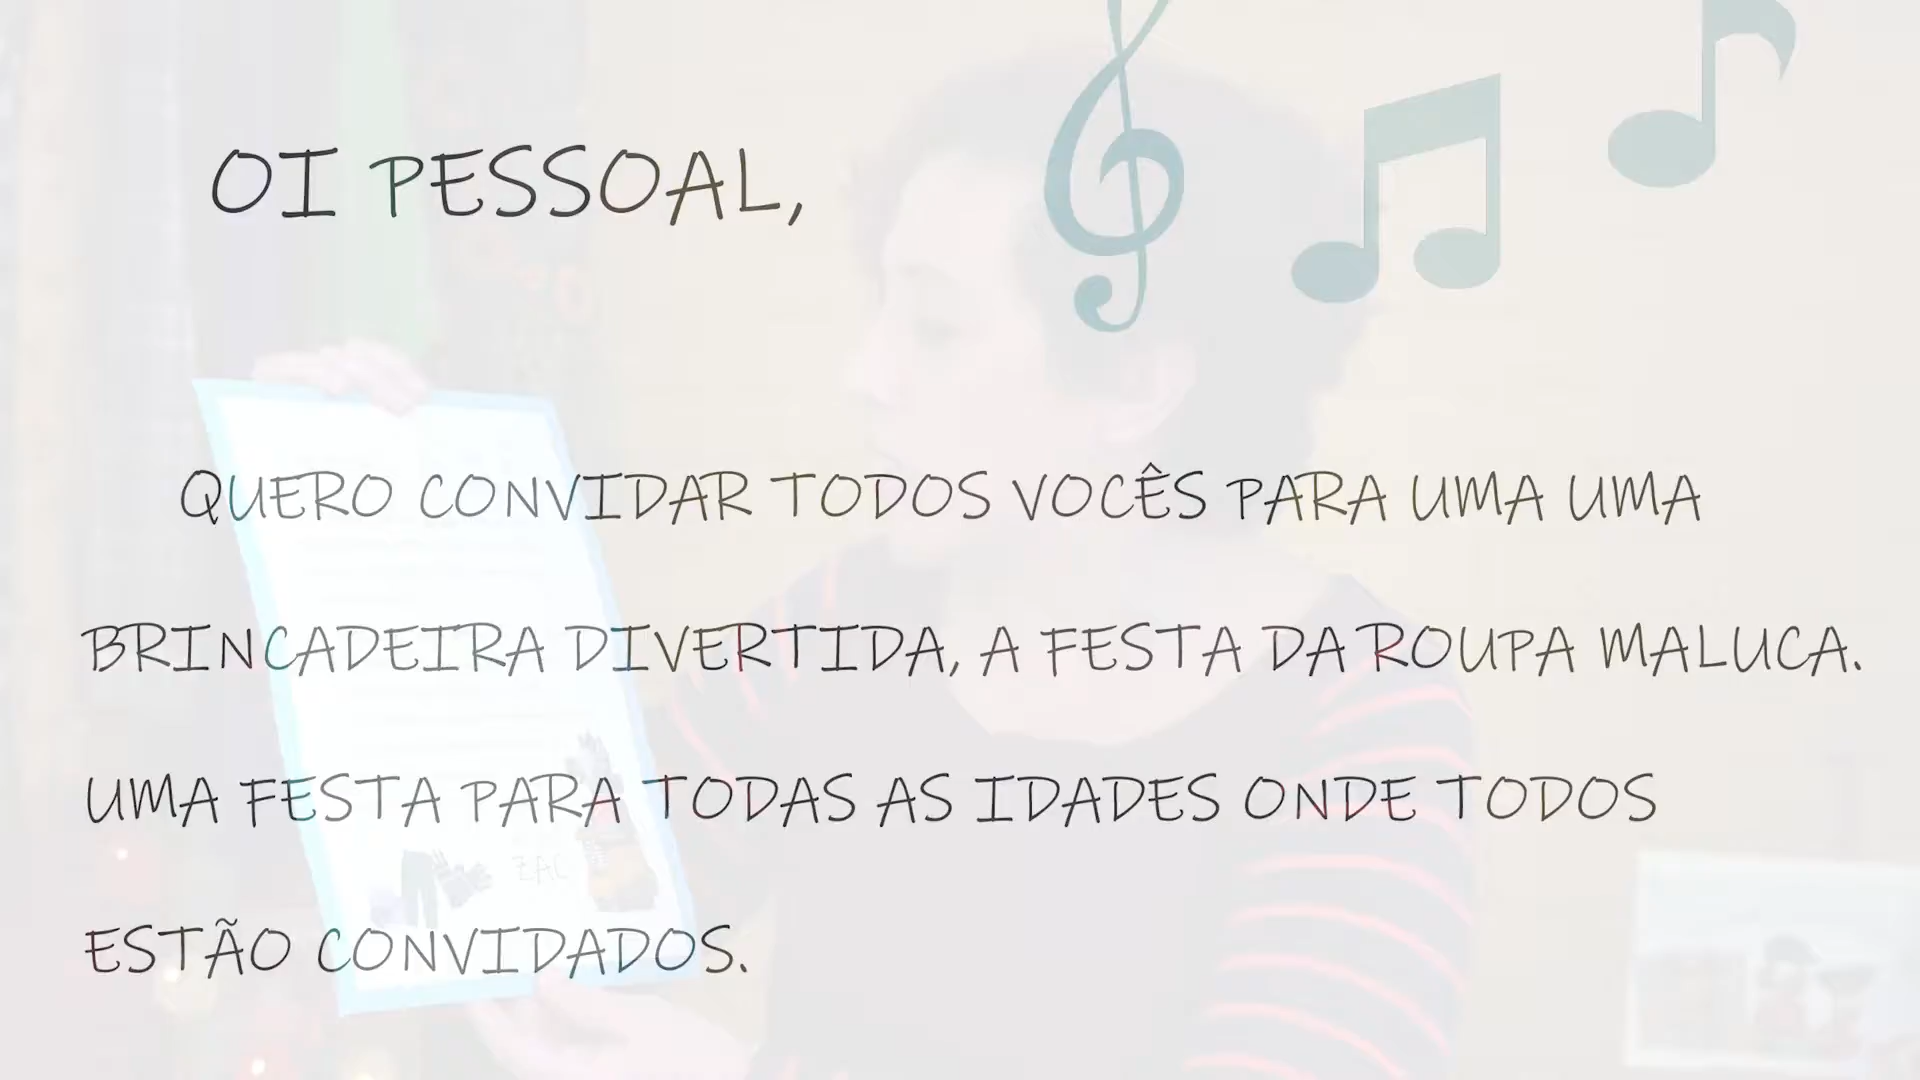 OI PESSOAL,
QUERO CONVIDAR TODOS VOCÊS PARA UMA UMA
BRINCADEIRA DIVERTIDA, A FESTA DA ROUPA MALUCA.
UMA FESTA PARA TODAS AS IDADES ONDE TODOS
ESTÃO CONVIDADOS.
ZAC